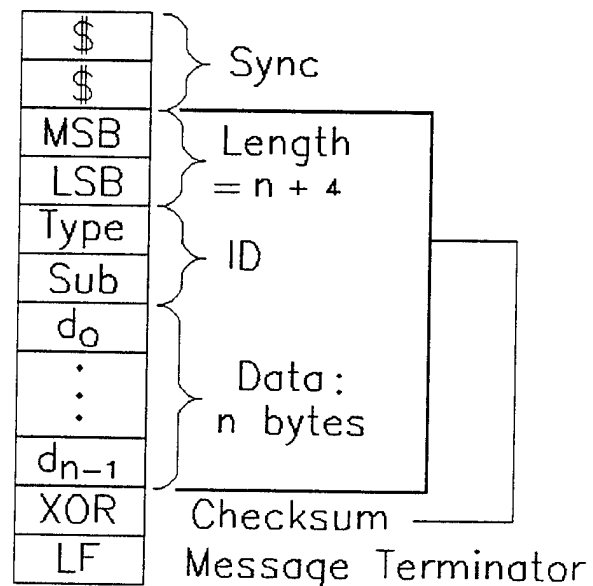 $
$
Sync
MSB
LSB
Length
= n + 4
Type
Sub
ID
d0
⋮
dn-1
Data:
n bytes
XOR
Checksum
LF
Message Terminator